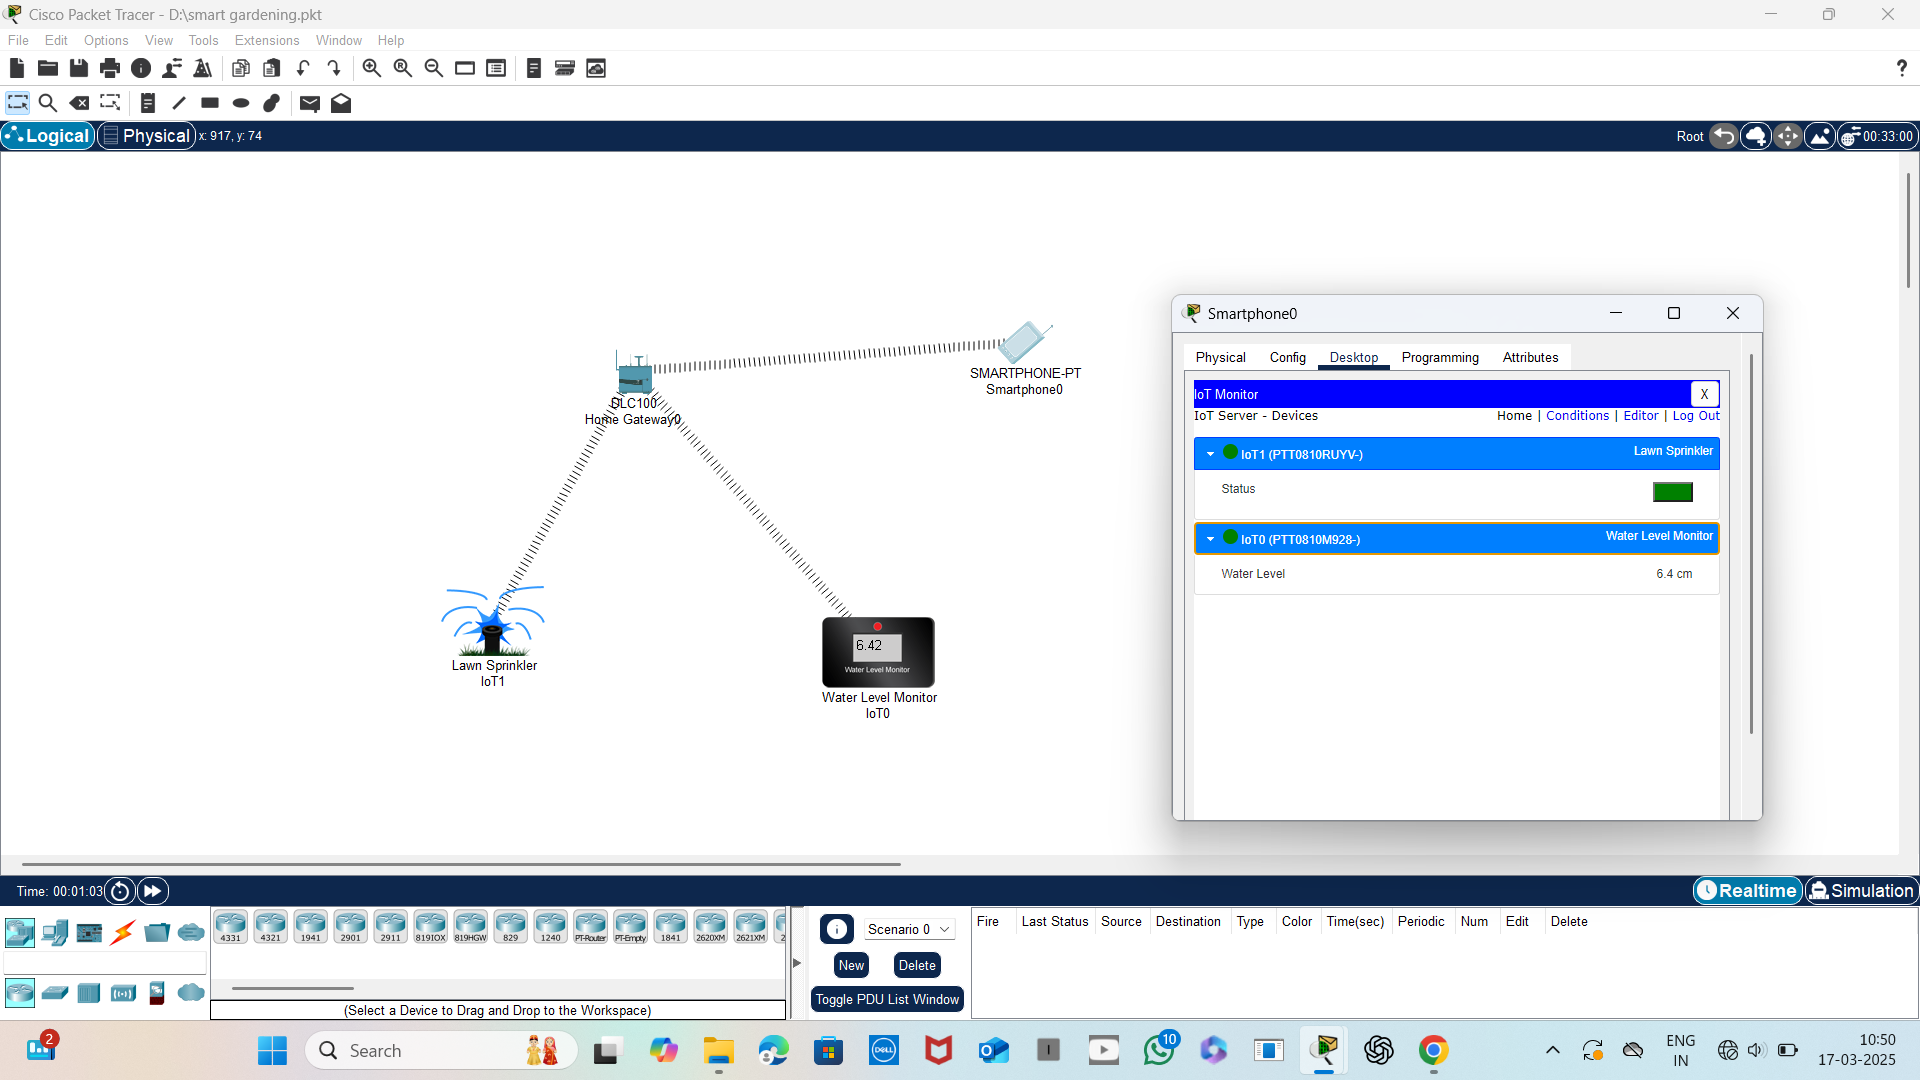 Cisco Packet Tracer - D:\smart gardening.pkt
File Edit Options View Tools Extensions Window Help
?
Logical Physical x: 917, y: 74 Root 00:33:00
SMARTPHONE-PT
Smartphone0
DLC100
Home Gateway0
Lawn Sprinkler
IoT1
6.42
Water Level Monitor
Water Level Monitor
IoT0
Smartphone0
Physical Config Desktop Programming Attributes
IoT Monitor X
IoT Server - Devices Home | Conditions | Editor | Log Out
IoT1 (PTT0810RUYV-) Lawn Sprinkler
Status
IoT0 (PTT0810M928-) Water Level Monitor
Water Level 6.4 cm
Time: 00:01:03 Realtime Simulation
4331 4321 1941 2901 2911 819IOX 819HGW 829 1240 PT-Router PT-Empty 1841 2620XM 2621XM 2
(Select a Device to Drag and Drop to the Workspace)
Scenario 0
New Delete
Toggle PDU List Window
Fire Last Status Source Destination Type Color Time(sec) Periodic Num Edit Delete
2
Search
DELL
10
ENG
IN
10:50
17-03-2025